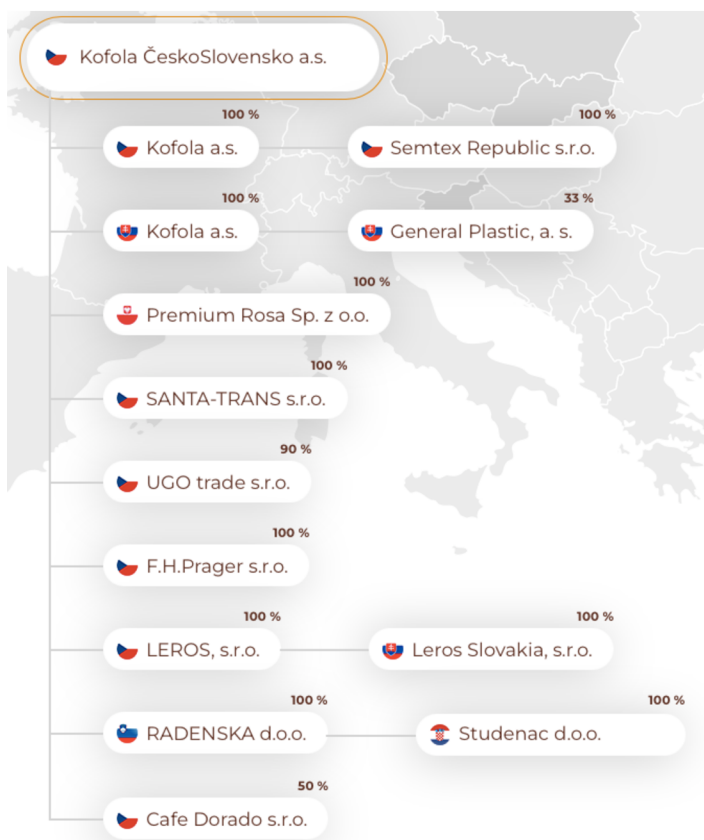 Kofola ČeskoSlovensko a.s.
100 %
100 %
Kofola a.s.
Semtex Republic s.r.o.
100 %
33 %
Kofola a.s.
General Plastic, a. s.
100 %
Premium Rosa Sp. z o.o.
100 %
SANTA-TRANS s.r.o.
90 %
UGO trade s.r.o.
100 %
F.H.Prager s.r.o.
100 %
100 %
LEROS, s.r.o.
Leros Slovakia, s.r.o.
100 %
100 %
RADENSKA d.o.o.
Studenac d.o.o.
50 %
Cafe Dorado s.r.o.